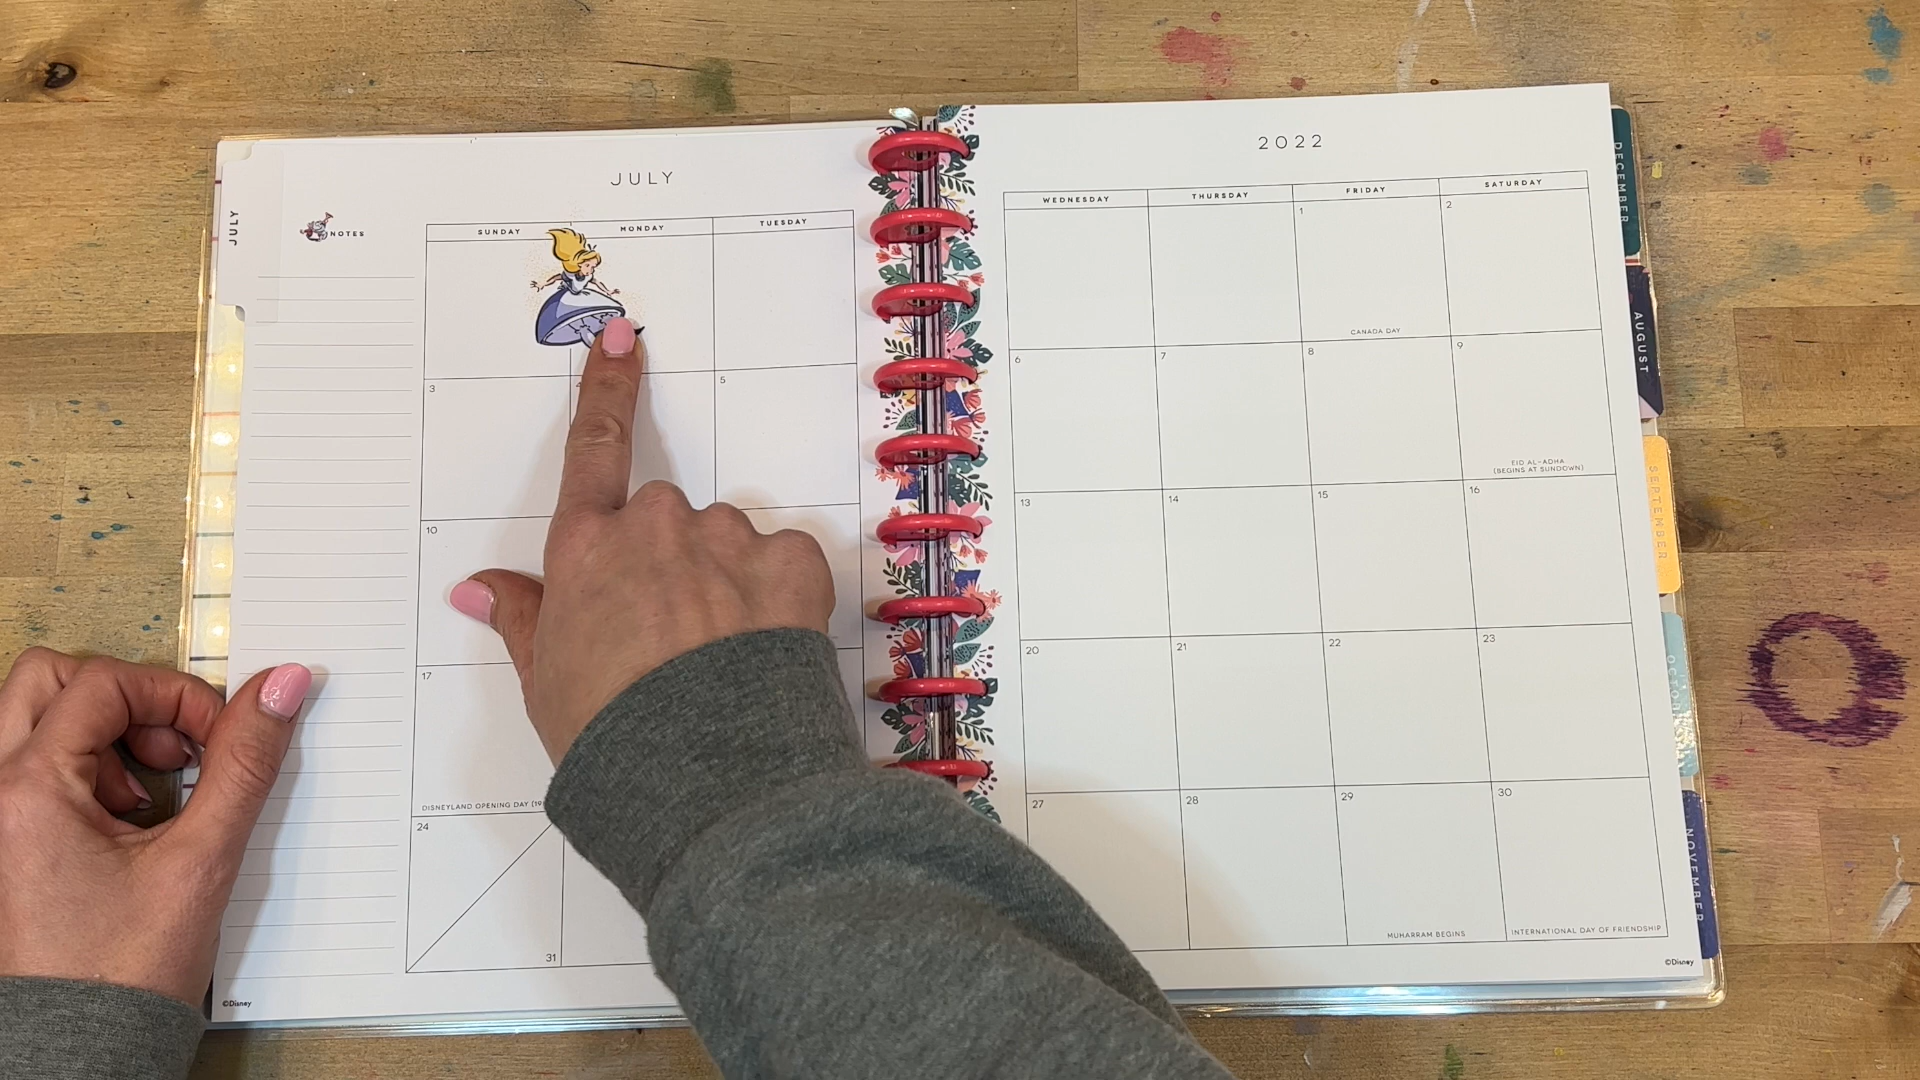 JULY
2022
JULY
NOTES
SUNDAY
MONDAY
TUESDAY
WEDNESDAY
THURSDAY
FRIDAY
SATURDAY
1
2
CANADA DAY
3
5
6
7
8
9
EID AL-ADHA
(BEGINS AT SUNDOWN)
10
13
14
15
16
17
20
21
22
23
DISNEYLAND OPENING DAY
24
31
27
28
29
30
MUHARRAM BEGINS
INTERNATIONAL DAY OF FRIENDSHIP
©Disney
©Disney
DECEMBER
AUGUST
SEPTEMBER
NOVEMBER